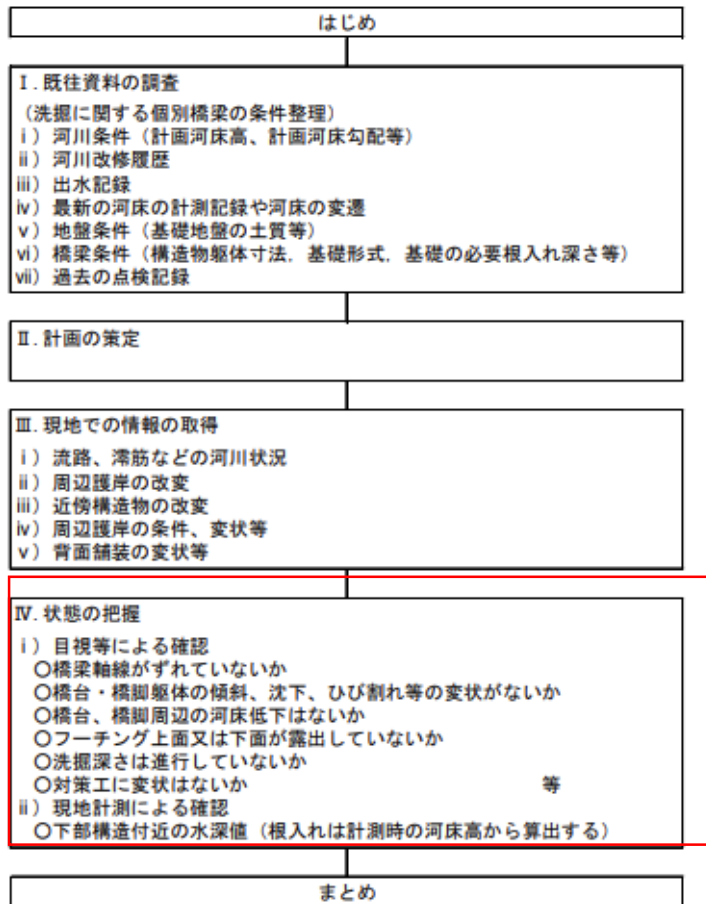 はじめ
Ⅰ.既往資料の調査
(洗掘に関する個別橋梁の条件整理)
ⅰ)河川条件(計画河床高、計画河床勾配等)
ⅱ)河川改修履歴
ⅲ)出水記録
ⅳ)最新の河床の計測記録や河床の変遷
ⅴ)地盤条件(基礎地盤の土質等)
ⅵ)橋梁条件(構造物躯体寸法,基礎形式,基礎の必要根入れ深さ等)
ⅶ)過去の点検記録
Ⅱ.計画の策定
Ⅲ.現地での情報の取得
ⅰ)流路、澪筋などの河川状況
ⅱ)周辺護岸の改変
ⅲ)近傍構造物の改変
ⅳ)周辺護岸の条件、変状等
ⅴ)背面舗装の変状等
Ⅳ.状態の把握
ⅰ)目視等による確認
〇橋梁軸線がずれていないか
〇橋台・橋脚躯体の傾斜、沈下、ひび割れ等の変状がないか
〇橋台、橋脚周辺の河床低下はないか
〇フーチング上面又は下面が露出していないか
〇洗掘深さは進行していないか
〇対策工に変状はないか 等
ⅱ)現地計測による確認
〇下部構造付近の水深値(根入れは計測時の河床高から算出する)
まとめ